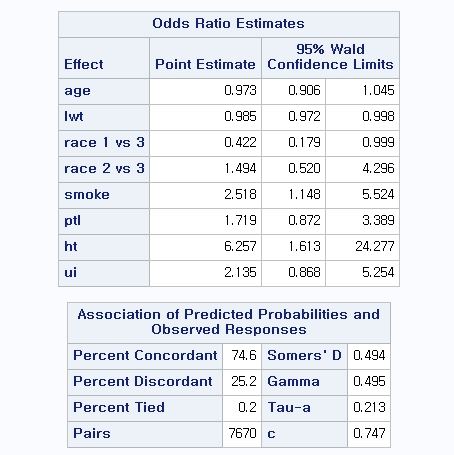 Odds Ratio Estimates
Effect Point Estimate 95% Wald Confidence Limits
age 0.973 0.906 1.045
lwt 0.985 0.972 0.998
race 1 vs 3 0.422 0.179 0.999
race 2 vs 3 1.494 0.520 4.296
smoke 2.518 1.148 5.524
ptl 1.719 0.872 3.389
ht 6.257 1.613 24.277
ui 2.135 0.868 5.254
Association of Predicted Probabilities and
Observed Responses
Percent Concordant 74.6 Somers' D 0.494
Percent Discordant 25.2 Gamma 0.495
Percent Tied 0.2 Tau-a 0.213
Pairs 7670 c 0.747